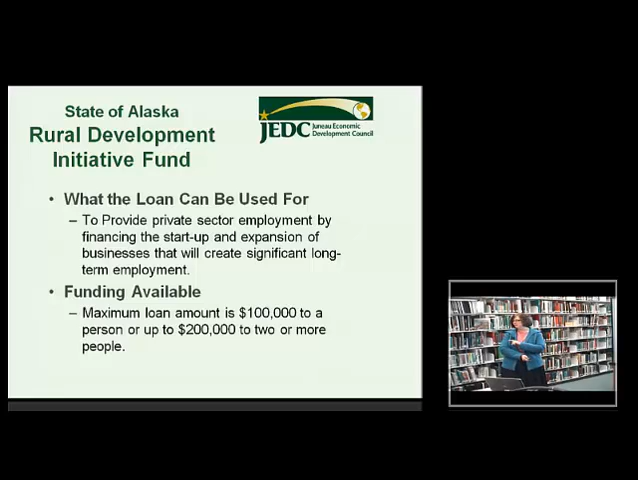 State of Alaska
Rural Development
Initiative Fund
JEDC Juneau Economic
Development Council
• What the Loan Can Be Used For
– To Provide private sector employment by
financing the start-up and expansion of
businesses that will create significant long-
term employment.
• Funding Available
– Maximum loan amount is $100,000 to a
person or up to $200,000 to two or more
people.